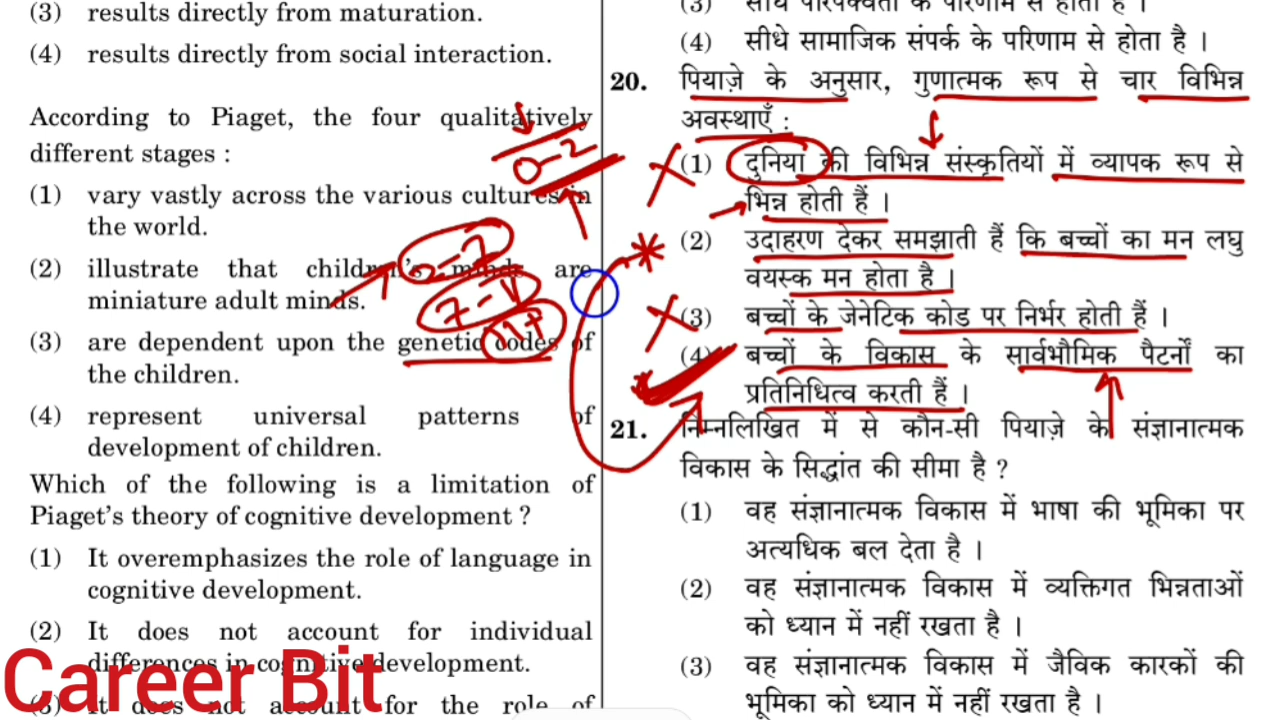 (3) results directly from maturation.
(4) results directly from social interaction.
According to Piaget, the four qualitatively
different stages :
(1) vary vastly across the various cultures in
the world.
(2) illustrate that children's minds are
miniature adult minds.
(3) are dependent upon the genetic codes of
the children.
(4) represent universal patterns of
development of children.
Which of the following is a limitation of
Piaget's theory of cognitive development ?
(1) It overemphasizes the role of language in
cognitive development.
(2) It does not account for individual
differences in cognitive development.
(3) It does not account for the role of
0-2
2-7
7-11
(3) सीधे परिपक्वता के परिणाम से होता है ।
(4) सीधे सामाजिक संपर्क के परिणाम से होता है ।
20. पियाज़े के अनुसार, गुणात्मक रूप से चार विभिन्न
अवस्थाएँ :
(1) दुनिया की विभिन्न संस्कृतियों में व्यापक रूप से
भिन्न होती हैं ।
(2) उदाहरण देकर समझाती हैं कि बच्चों का मन लघु
वयस्क मन होता है ।
(3) बच्चों के जेनेटिक कोड पर निर्भर होती हैं ।
(4) बच्चों के विकास के सार्वभौमिक पैटर्नों का
प्रतिनिधित्व करती हैं ।
21. निम्नलिखित में से कौन-सी पियाज़े के संज्ञानात्मक
विकास के सिद्धांत की सीमा है ?
(1) वह संज्ञानात्मक विकास में भाषा की भूमिका पर
अत्यधिक बल देता है ।
(2) वह संज्ञानात्मक विकास में व्यक्तिगत भिन्नताओं
को ध्यान में नहीं रखता है ।
(3) वह संज्ञानात्मक विकास में जैविक कारकों की
भूमिका को ध्यान में नहीं रखता है ।
Career Bit